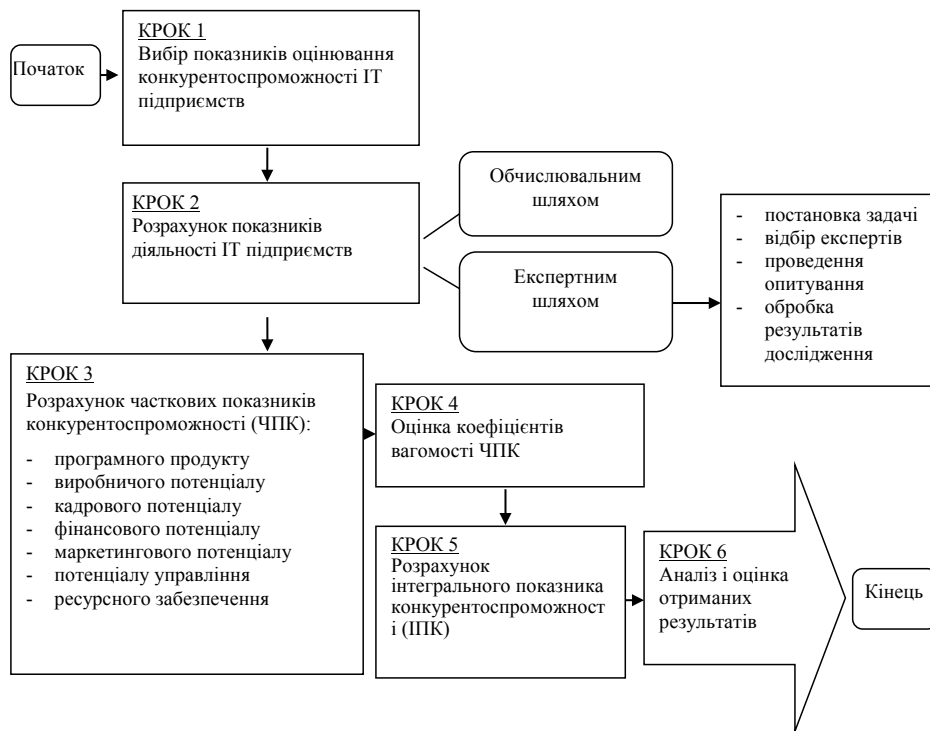 Початок
КРОК 1
Вибір показників оцінювання
конкурентоспроможності ІТ
підприємств
КРОК 2
Розрахунок показників
діяльності ІТ підприємств
Обчислювальним
шляхом
Експертним
шляхом
- постановка задачі
- відбір експертів
- проведення
опитування
- обробка
результатів
дослідження
КРОК 3
Розрахунок часткових показників
конкурентоспроможності (ЧПК):
- програмного продукту
- виробничого потенціалу
- кадрового потенціалу
- фінансового потенціалу
- маркетингового потенціалу
- потенціалу управління
- ресурсного забезпечення
КРОК 4
Оцінка коефіцієнтів
вагомості ЧПК
КРОК 5
Розрахунок
інтегрального показника
конкурентоспроможност
і (ІПК)
КРОК 6
Аналіз і оцінка
отриманих
результатів
Кінець